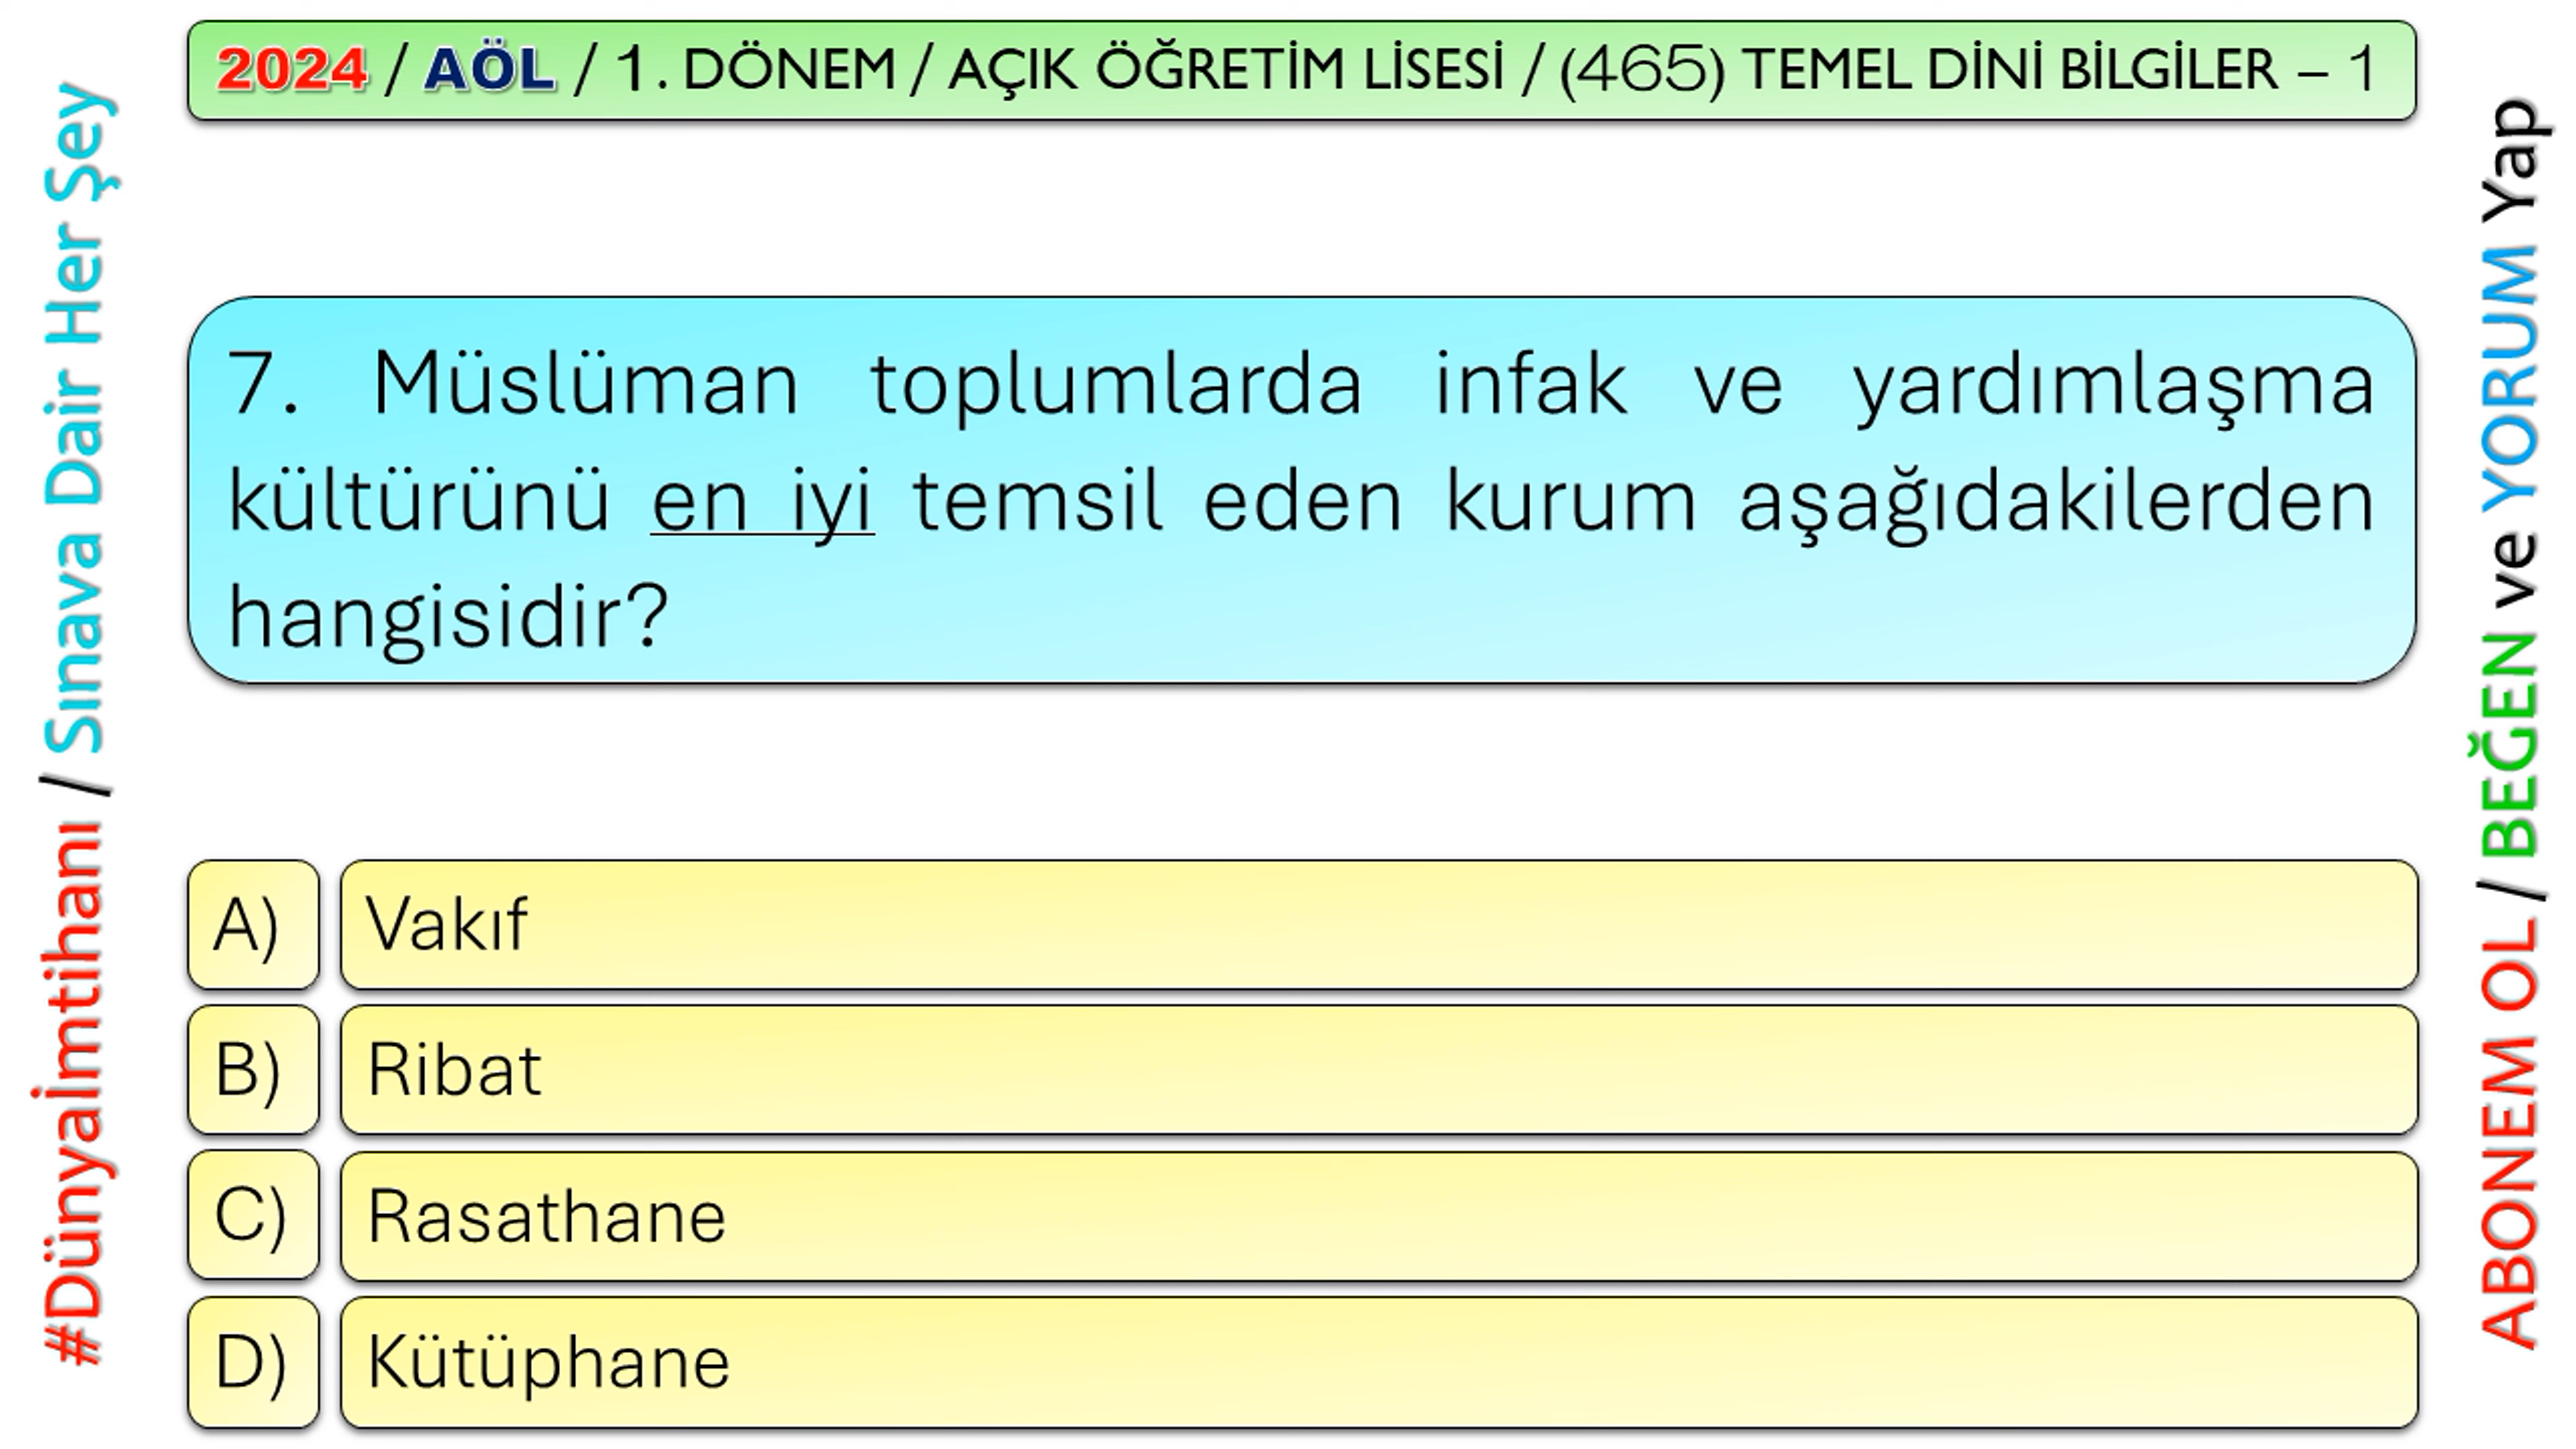 2024 / AÖL / 1. DÖNEM / AÇIK ÖĞRETİM LİSESİ / (465) TEMEL DİNİ BİLGİLER – 1
#Dünyaİmtihanı / Sınava Dair Her Şey
7. Müslüman toplumlarda infak ve yardımlaşma
kültürünü en iyi temsil eden kurum aşağıdakilerden
hangisidir?
A) Vakıf
B) Ribat
C) Rasathane
D) Kütüphane
ABONEM OL / BEĞEN ve YORUM Yap